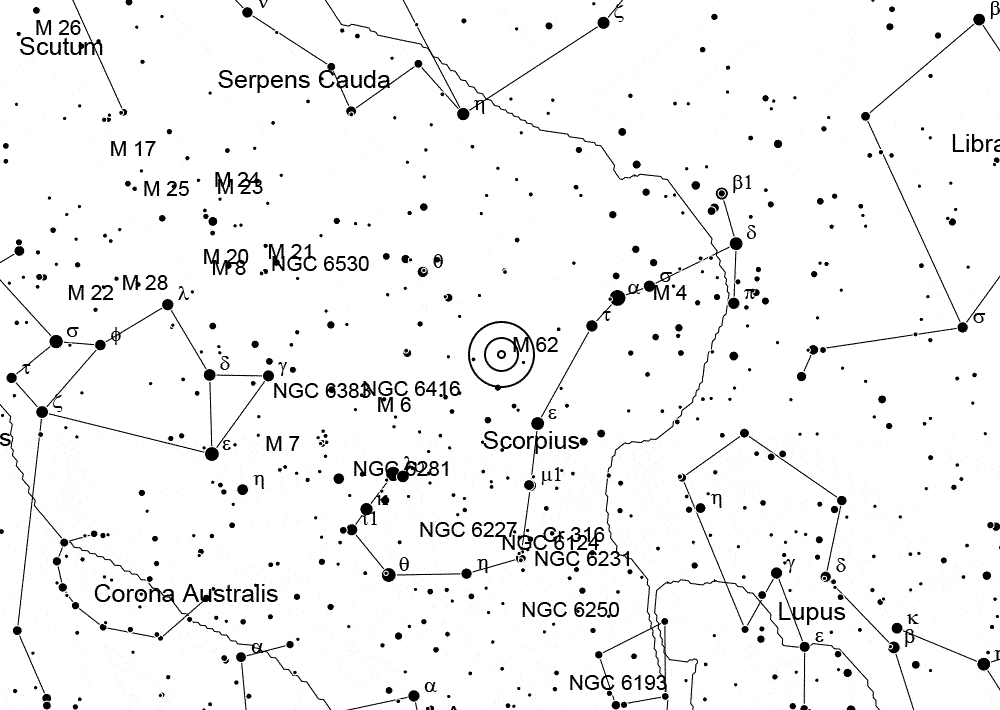 ν
ζ
β
M 26
Scutum
Serpens Cauda
η
M 17
Libra
M 24
M 25
M 23
β1
δ
M 20
M 21
M 8
NGC 6530
θ
σ
M 28
M 22
λ
α
M 4
π
τ
σ
σ
φ
M 62
τ
δ
γ
NGC 6383
NGC 6416
M 6
ζ
ε
s
ε
M 7
Scorpius
NGC 6281
λ
η
μ1
κ
η
ι1
NGC 6227
Cr 316
NGC 6124
NGC 6231
θ
η
γ
δ
Corona Australis
NGC 6250
Lupus
κ
β
ε
α
η
NGC 6193
α